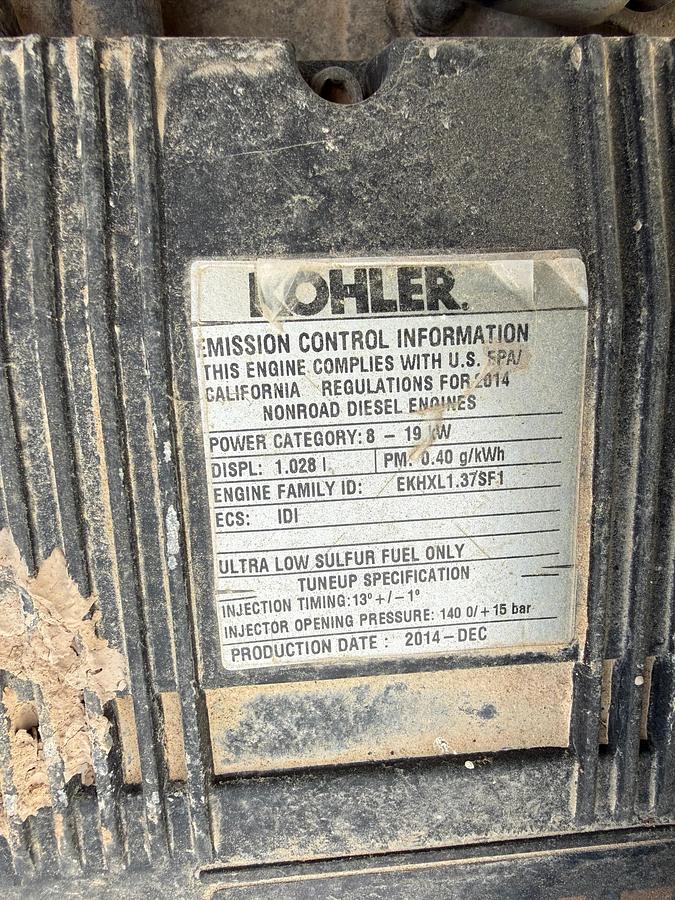 KOHLER.
EMISSION CONTROL INFORMATION
THIS ENGINE COMPLIES WITH U.S. EPA/
CALIFORNIA REGULATIONS FOR 2014
NONROAD DIESEL ENGINES
POWER CATEGORY: 8 – 19 kW
DISPL: 1.028 l. PM: 0.40 g/kWh
ENGINE FAMILY ID: EKHXL1.37SF1
ECS: IDI
ULTRA LOW SULFUR FUEL ONLY
TUNEUP SPECIFICATION
INJECTION TIMING: 13° +/– 1°
INJECTOR OPENING PRESSURE: 140 0/+15 bar
PRODUCTION DATE : 2014–DEC